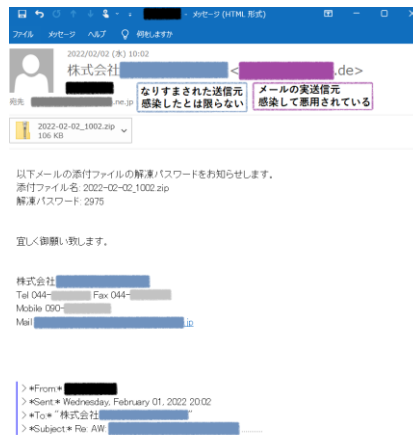 - メッセージ (HTML 形式)
ファイル メッセージ ヘルプ 何をしますか
2022/02/02 (水) 10:02
株式会社 < .de>
宛先 .ne.jp
なりすまされた送信元
感染したとは限らない
メールの実送信元
感染して悪用されている
2022-02-02_1002.zip
106 KB
以下メールの添付ファイルの解凍パスワードをお知らせします。
添付ファイル名: 2022-02-02_1002.zip
解凍パスワード: 2975
宜しく御願い致します。
株式会社
Tel 044- Fax 044-
Mobile 090-
Mail .jp
> *From:*
> *Sent:* Wednesday, February 01, 2022 20:02
> *To:* "株式会社 "
> *Subject:* Re: AW: